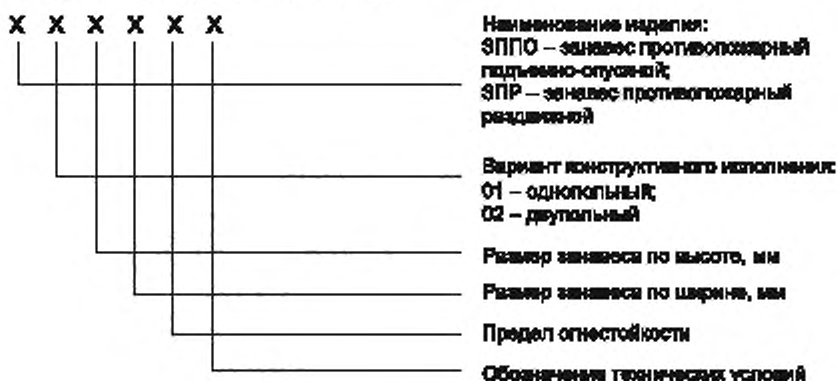 X X X X X X
Наименование изделия:
ЗППО – занавес противопожарный
подъемно-опускной;
ЗПР – занавес противопожарный
раздвижной
Вариант конструктивного исполнения:
01 – однопольный;
02 – двупольный
Размер занавеса по высоте, мм
Размер занавеса по ширине, мм
Предел огнестойкости
Обозначение технических условий